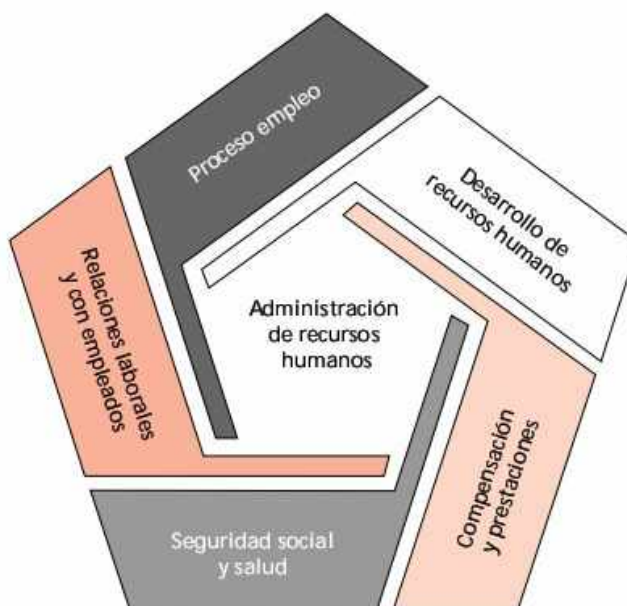 Proceso empleo
Desarrollo de
recursos humanos
Relaciones laborales
y con empleados
Administración
de recursos
humanos
Compensación
y prestaciones
Seguridad social
y salud